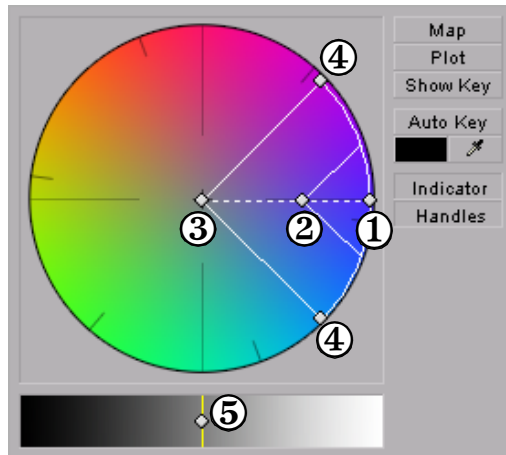 Map
④
Plot
Show Key
Auto Key
Indicator
③
②
①
Handles
④
⑤